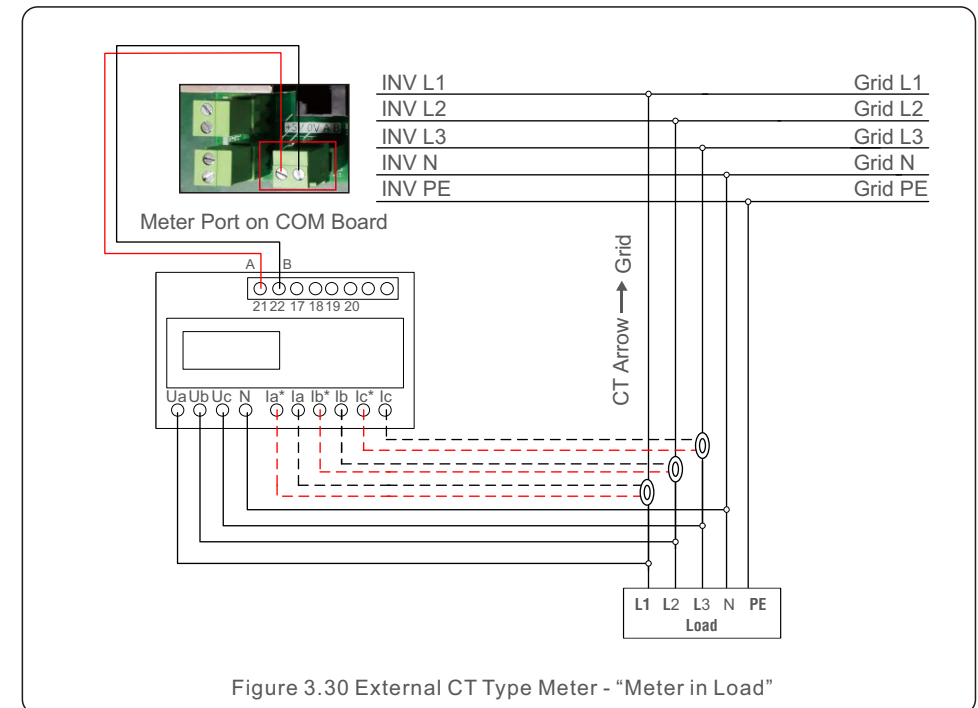 INV L1 Grid L1
INV L2 Grid L2
INV L3 Grid L3
INV N Grid N
INV PE Grid PE
Meter Port on COM Board
CT Arrow Grid
A B
21 22 17 18 19 20
Ua Ub Uc N Ia* Ia Ib* Ib Ic* Ic
L1 L2 L3 N PE
Load
Figure 3.30 External CT Type Meter - “Meter in Load”